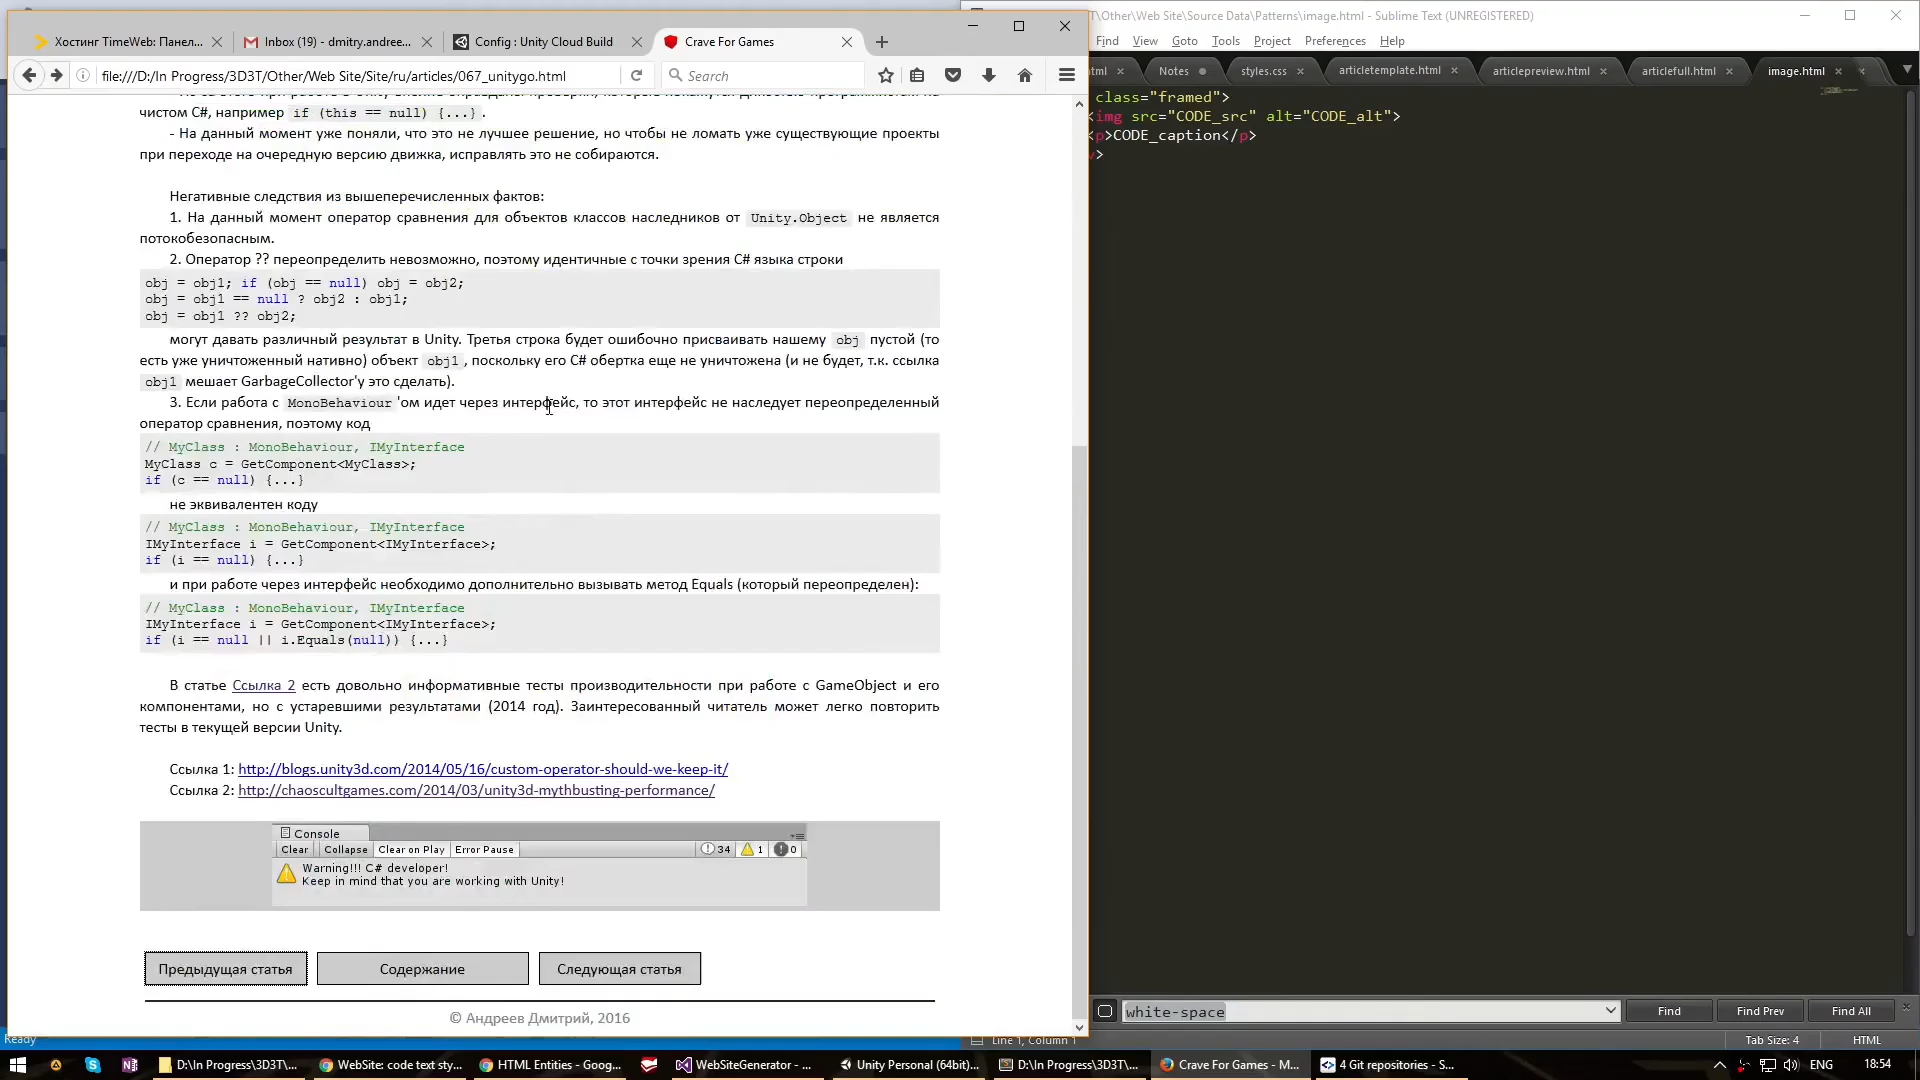 Хостинг TimeWeb: Панел...
Inbox (19) - dmitry.andree...
Config : Unity Cloud Build
Crave For Games
file:///D:/In Progress/3D3T/Other/Web Site/Site/ru/articles/067_unitygo.html
Search
чистом C#, например if (this == null) {...} .
- На данный момент уже поняли, что это не лучшее решение, но чтобы не ломать уже существующие проекты
при переходе на очередную версию движка, исправлять это не собираются.
Негативные следствия из вышеперечисленных фактов:
1. На данный момент оператор сравнения для объектов классов наследников от Unity.Object не является
потокобезопасным.
2. Оператор ?? переопределить невозможно, поэтому идентичные с точки зрения C# языка строки
obj = obj1; if (obj == null) obj = obj2;
obj = obj1 == null ? obj2 : obj1;
obj = obj1 ?? obj2;
могут давать различный результат в Unity. Третья строка будет ошибочно присваивать нашему obj пустой (то
есть уже уничтоженный нативно) объект obj1 , поскольку его C# обертка еще не уничтожена (и не будет, т.к. ссылка
obj1 мешает GarbageCollector'у это сделать).
3. Если работа с MonoBehaviour 'ом идет через интерфейс, то этот интерфейс не наследует переопределенный
оператор сравнения, поэтому код
// MyClass : MonoBehaviour, IMyInterface
MyClass c = GetComponent<MyClass>;
if (c == null) {...}
не эквивалентен коду
// MyClass : MonoBehaviour, IMyInterface
IMyInterface i = GetComponent<IMyInterface>;
if (i == null) {...}
и при работе через интерфейс необходимо дополнительно вызывать метод Equals (который переопределен):
// MyClass : MonoBehaviour, IMyInterface
IMyInterface i = GetComponent<IMyInterface>;
if (i == null || i.Equals(null)) {...}
В статье Ссылка 2 есть довольно информативные тесты производительности при работе с GameObject и его
компонентами, но с устаревшими результатами (2014 год). Заинтересованный читатель может легко повторить
тесты в текущей версии Unity.
Ссылка 1: http://blogs.unity3d.com/2014/05/16/custom-operator-should-we-keep-it/
Ссылка 2: http://chaoscultgames.com/2014/03/unity3d-mythbusting-performance/
Console
Clear Collapse Clear on Play Error Pause 34 1 0
Warning!!! C# developer!
Keep in mind that you are working with Unity!
Предыдущая статья Содержание Следующая статья
© Андреев Дмитрий, 2016
Ready
T\Other\Web Site\Source Data\Patterns\image.html - Sublime Text (UNREGISTERED)
Find Goto Tools Project Preferences Help
html Notes styles.css articletemplate.html articlepreview.html articlefull.html image.html
class="framed">
<img src="CODE_src" alt="CODE_alt">
<p>CODE_caption</p>
v>
white-space
Find Find Prev Find All
Line 1, Column 1
Tab Size: 4 HTML
D:\In Progress\3D3T\...
WebSite: code text sty...
HTML Entities - Goog...
WebSiteGenerator - ...
Unity Personal (64bit)...
D:\In Progress\3D3T\...
Crave For Games - M...
4 Git repositories - S...
ENG
18:54